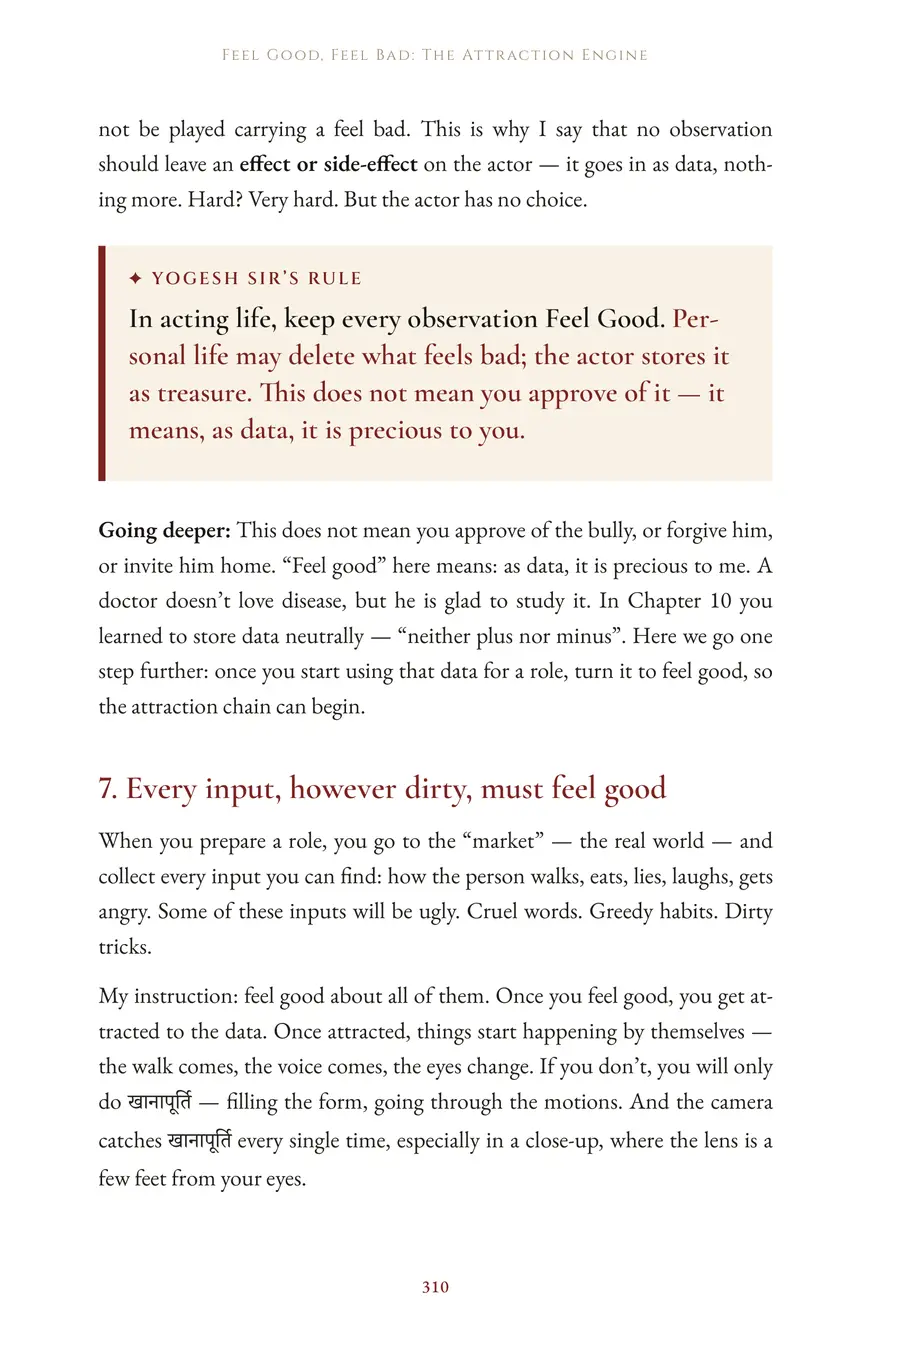 FEEL GOOD, FEEL BAD: THE ATTRACTION ENGINE
not be played carrying a feel bad. This is why I say that no observation
should leave an effect or side-effect on the actor — it goes in as data, noth-
ing more. Hard? Very hard. But the actor has no choice.
✦ YOGESH SIR’S RULE
In acting life, keep every observation Feel Good. Per-
sonal life may delete what feels bad; the actor stores it
as treasure. This does not mean you approve of it — it
means, as data, it is precious to you.
Going deeper: This does not mean you approve of the bully, or forgive him,
or invite him home. “Feel good” here means: as data, it is precious to me. A
doctor doesn’t love disease, but he is glad to study it. In Chapter 10 you
learned to store data neutrally — “neither plus nor minus”. Here we go one
step further: once you start using that data for a role, turn it to feel good, so
the attraction chain can begin.
7. Every input, however dirty, must feel good
When you prepare a role, you go to the “market” — the real world — and
collect every input you can find: how the person walks, eats, lies, laughs, gets
angry. Some of these inputs will be ugly. Cruel words. Greedy habits. Dirty
tricks.
My instruction: feel good about all of them. Once you feel good, you get at-
tracted to the data. Once attracted, things start happening by themselves —
the walk comes, the voice comes, the eyes change. If you don’t, you will only
do खानापूर्ति — filling the form, going through the motions. And the camera
catches खानापूर्ति every single time, especially in a close-up, where the lens is a
few feet from your eyes.
310